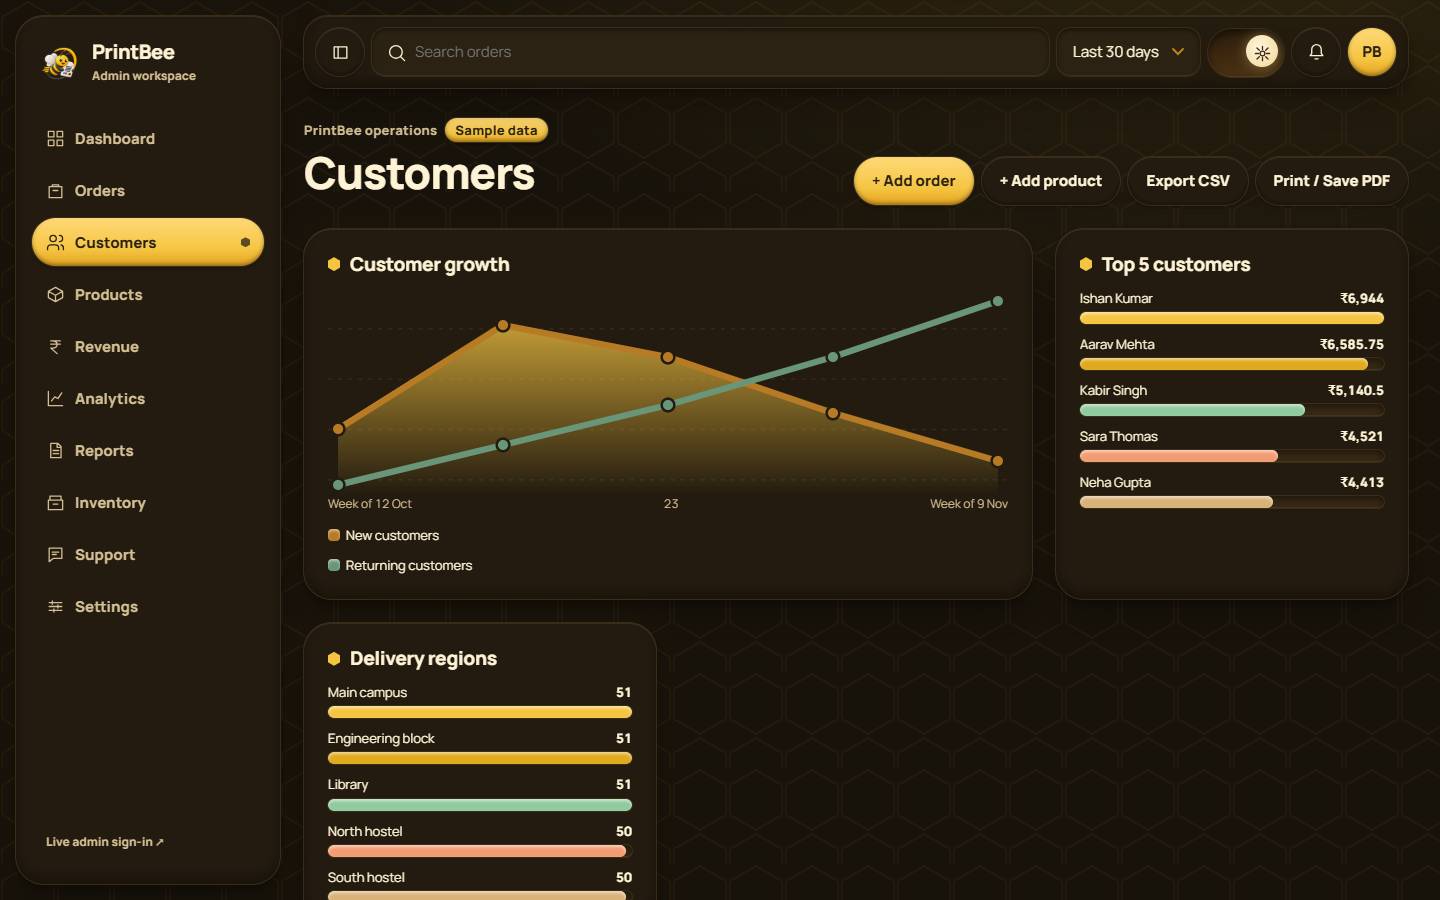 PrintBee
Admin workspace
Dashboard
Orders
Customers
Products
Revenue
Analytics
Reports
Inventory
Support
Settings
Live admin sign-in ↗
Search orders
Last 30 days
PB
PrintBee operations
Sample data
Customers
+ Add order
+ Add product
Export CSV
Print / Save PDF
Customer growth
Week of 12 Oct
23
Week of 9 Nov
New customers
Returning customers
Top 5 customers
Ishan Kumar ₹6,944
Aarav Mehta ₹6,585.75
Kabir Singh ₹5,140.5
Sara Thomas ₹4,521
Neha Gupta ₹4,413
Delivery regions
Main campus 51
Engineering block 51
Library 51
North hostel 50
South hostel 50